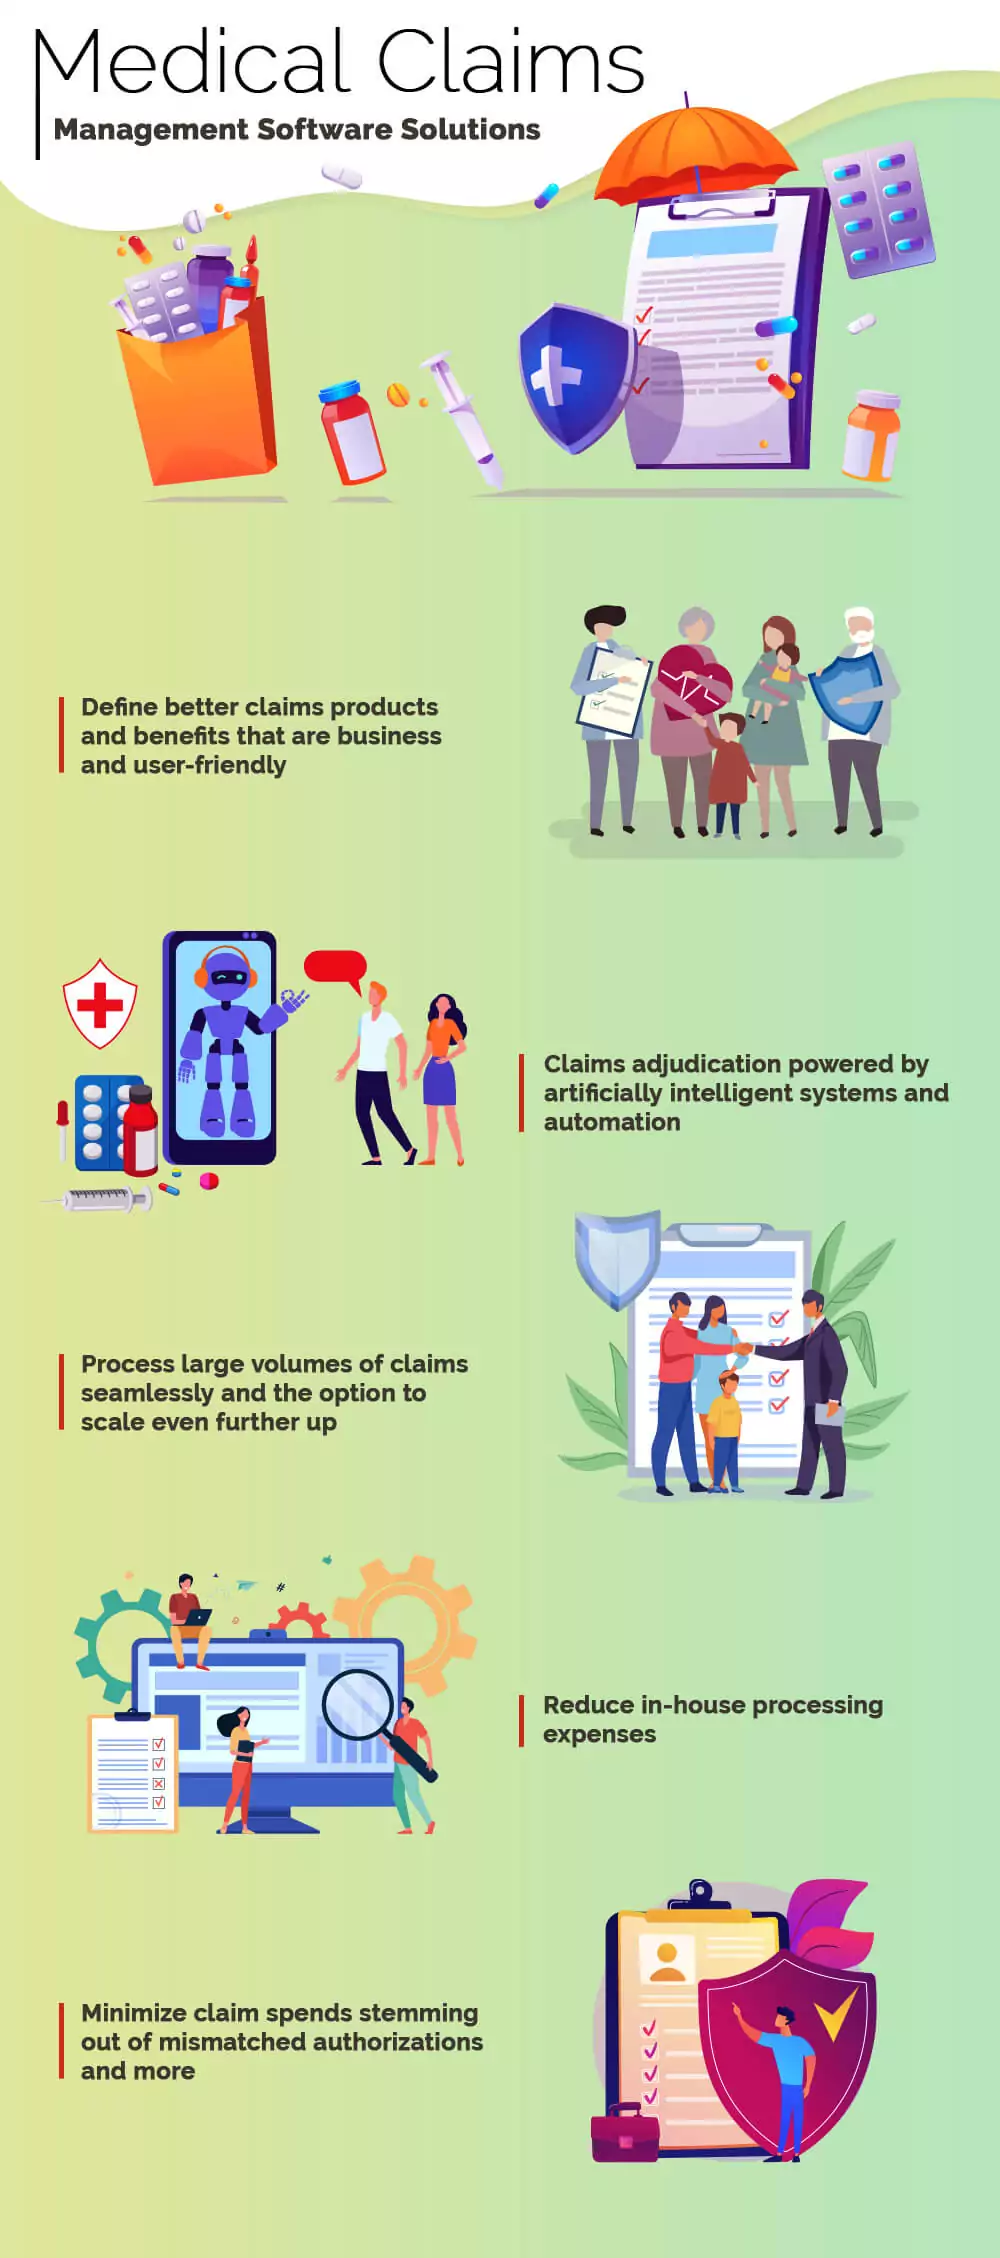 Medical Claims
Management Software Solutions
Define better claims products
and benefits that are business
and user-friendly
Claims adjudication powered by
artificially intelligent systems and
automation
Process large volumes of claims
seamlessly and the option to
scale even further up
#
Reduce in-house processing
expenses
Minimize claim spends stemming
out of mismatched authorizations
and more